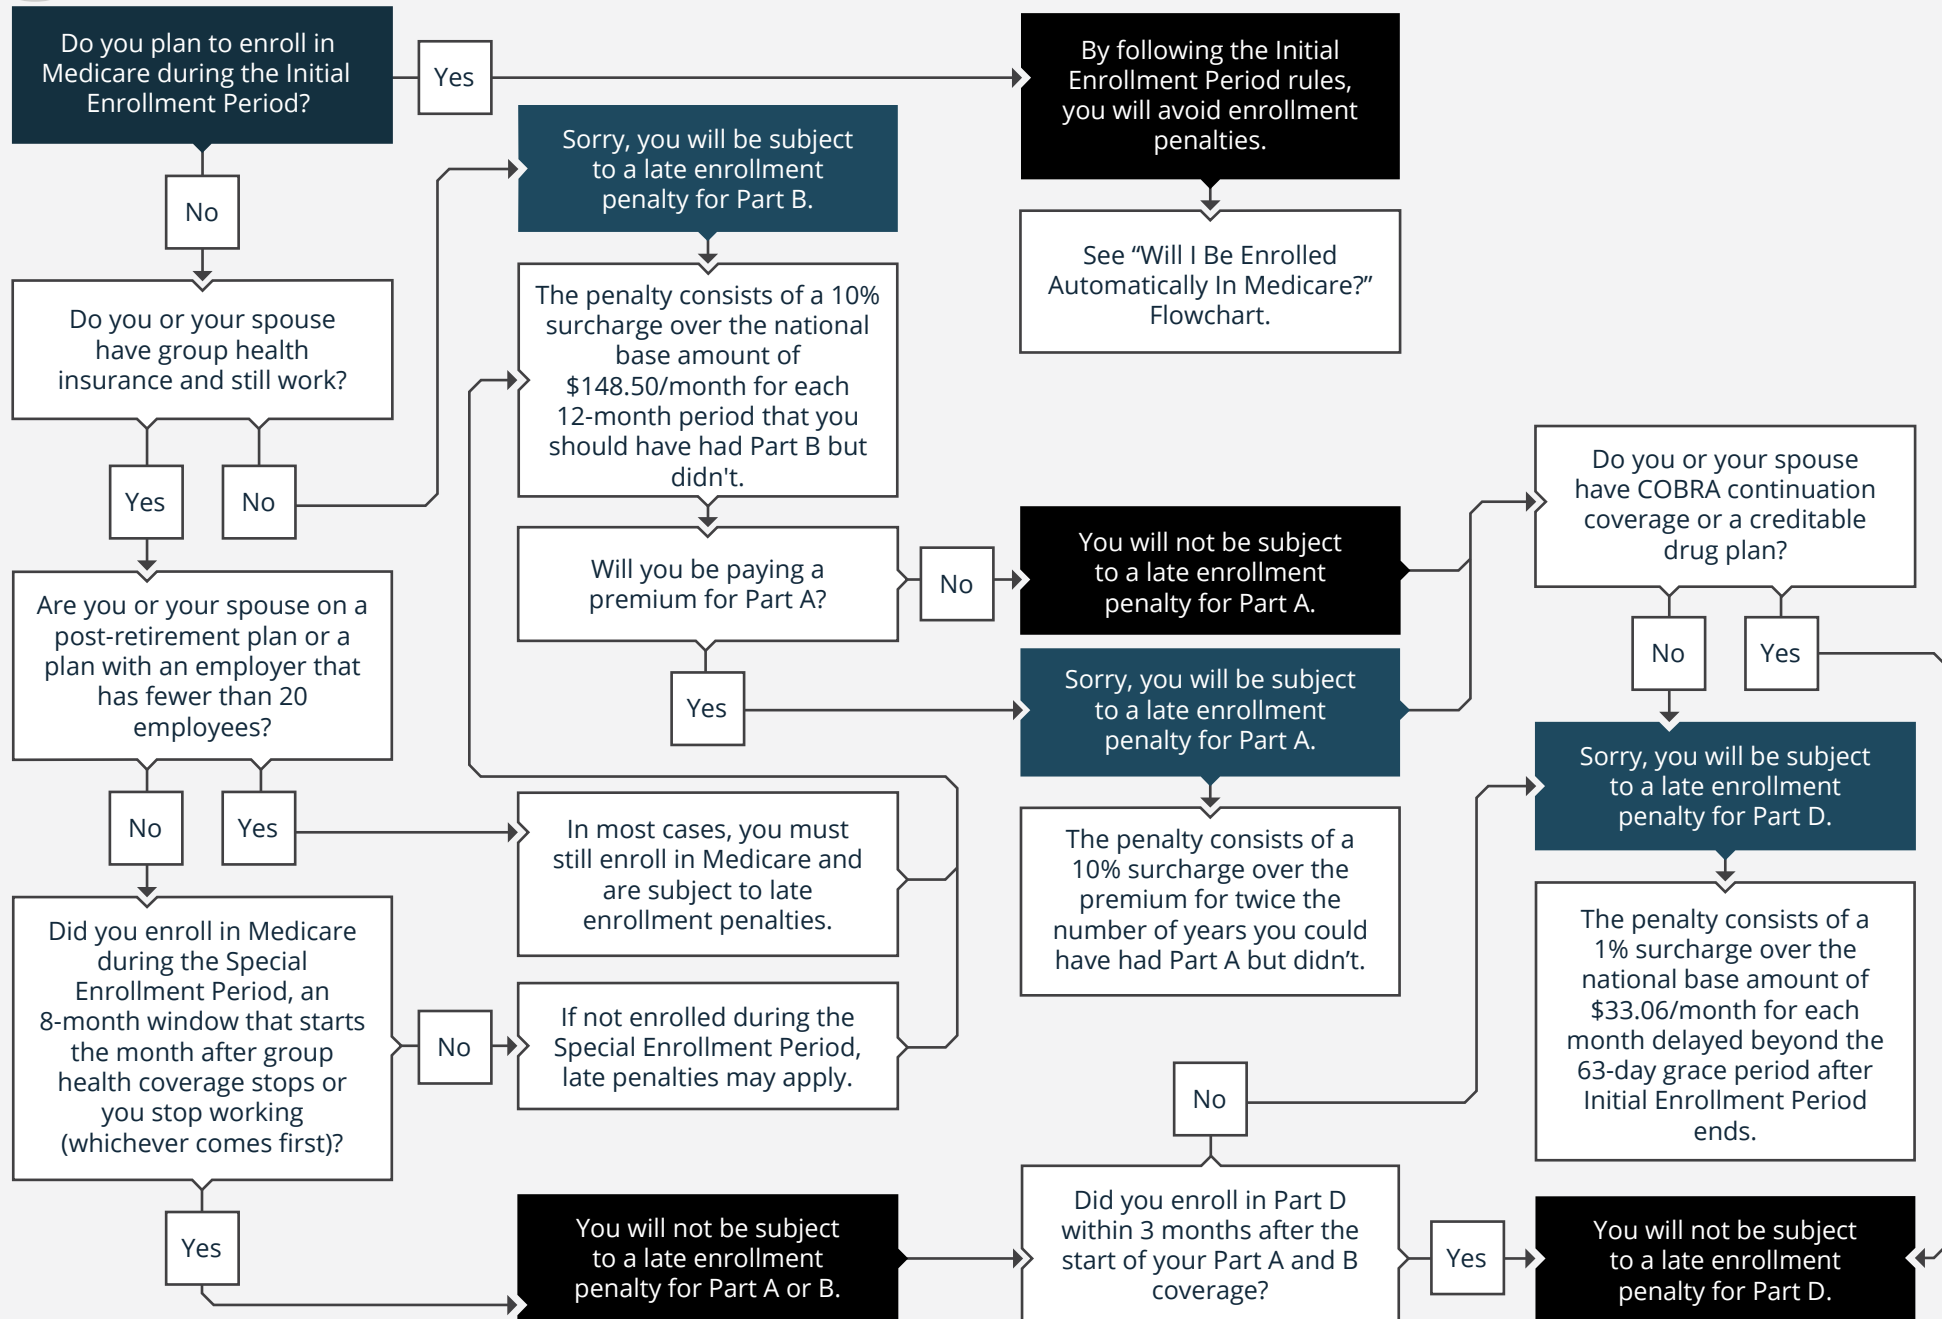 Do you plan to enroll in
Medicare during the Initial
Enrollment Period?
Yes
By following the Initial
Enrollment Period rules,
you will avoid enrollment
penalties.
See “Will I Be Enrolled
Automatically In Medicare?”
Flowchart.
No
Do you or your spouse
have group health
insurance and still work?
Yes
No
Sorry, you will be subject
to a late enrollment
penalty for Part B.
The penalty consists of a 10%
surcharge over the national
base amount of
$148.50/month for each
12-month period that you
should have had Part B but
didn't.
Will you be paying a
premium for Part A?
No
You will not be subject
to a late enrollment
penalty for Part A.
Yes
Sorry, you will be subject
to a late enrollment
penalty for Part A.
The penalty consists of a
10% surcharge over the
premium for twice the
number of years you could
have had Part A but didn’t.
Do you or your spouse
have COBRA continuation
coverage or a creditable
drug plan?
No
Yes
Sorry, you will be subject
to a late enrollment
penalty for Part D.
The penalty consists of a
1% surcharge over the
national base amount of
$33.06/month for each
month delayed beyond the
63-day grace period after
Initial Enrollment Period
ends.
Are you or your spouse on a
post-retirement plan or a
plan with an employer that
has fewer than 20
employees?
No
Yes
In most cases, you must
still enroll in Medicare and
are subject to late
enrollment penalties.
Did you enroll in Medicare
during the Special
Enrollment Period, an
8-month window that starts
the month after group
health coverage stops or
you stop working
(whichever comes first)?
No
If not enrolled during the
Special Enrollment Period,
late penalties may apply.
Yes
You will not be subject
to a late enrollment
penalty for Part A or B.
Did you enroll in Part D
within 3 months after the
start of your Part A and B
coverage?
No
Yes
You will not be subject
to a late enrollment
penalty for Part D.